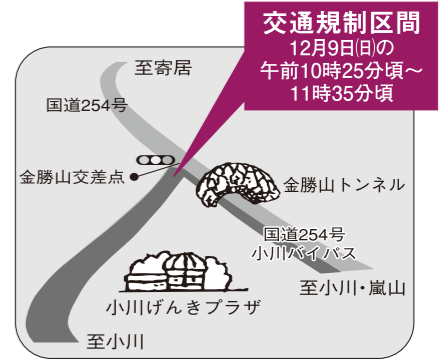 交通規制区間
12月9日㈰の
午前10時25分頃〜
11時35分頃
至寄居
国道254号
金勝山交差点
金勝山トンネル
国道254号
小川バイパス
至小川・嵐山
小川げんきプラザ
至小川